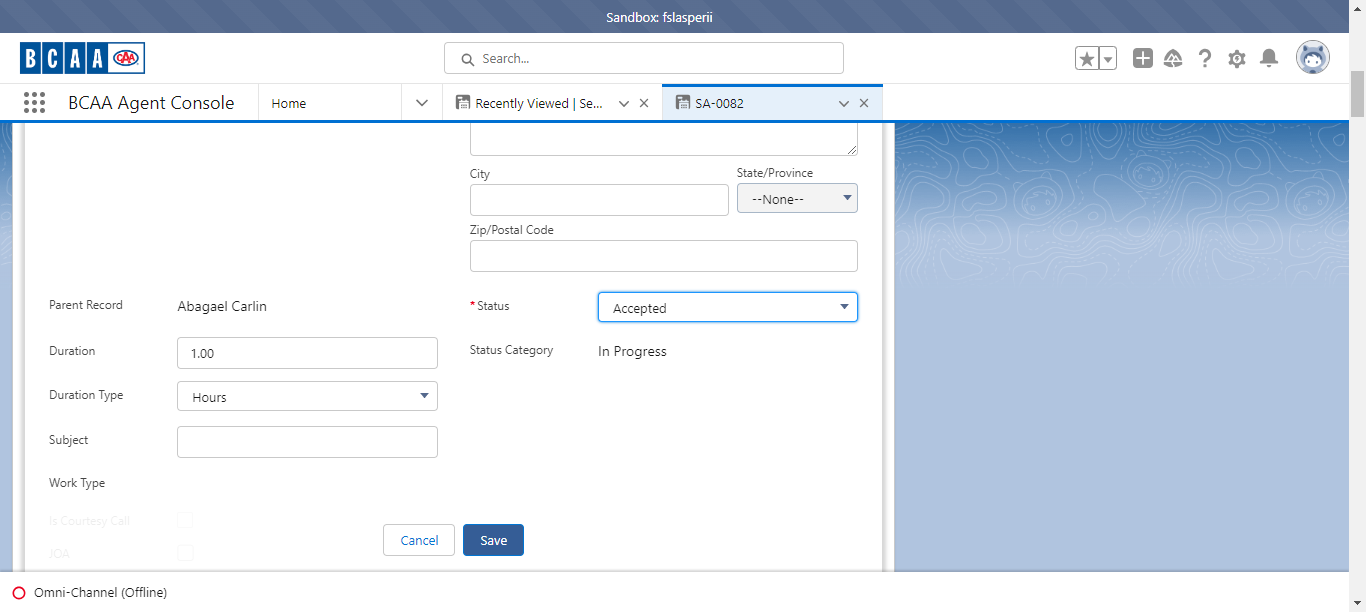 Sandbox: fslasperii
BCAA CAA
Search...
BCAA Agent Console
Home
Recently Viewed | Se...
SA-0082
City
State/Province
--None--
Zip/Postal Code
Parent Record
Abagael Carlin
*Status
Accepted
Duration
1.00
Status Category
In Progress
Duration Type
Hours
Subject
Work Type
Is Courtesy Call
JOA
Cancel
Save
Omni-Channel (Offline)